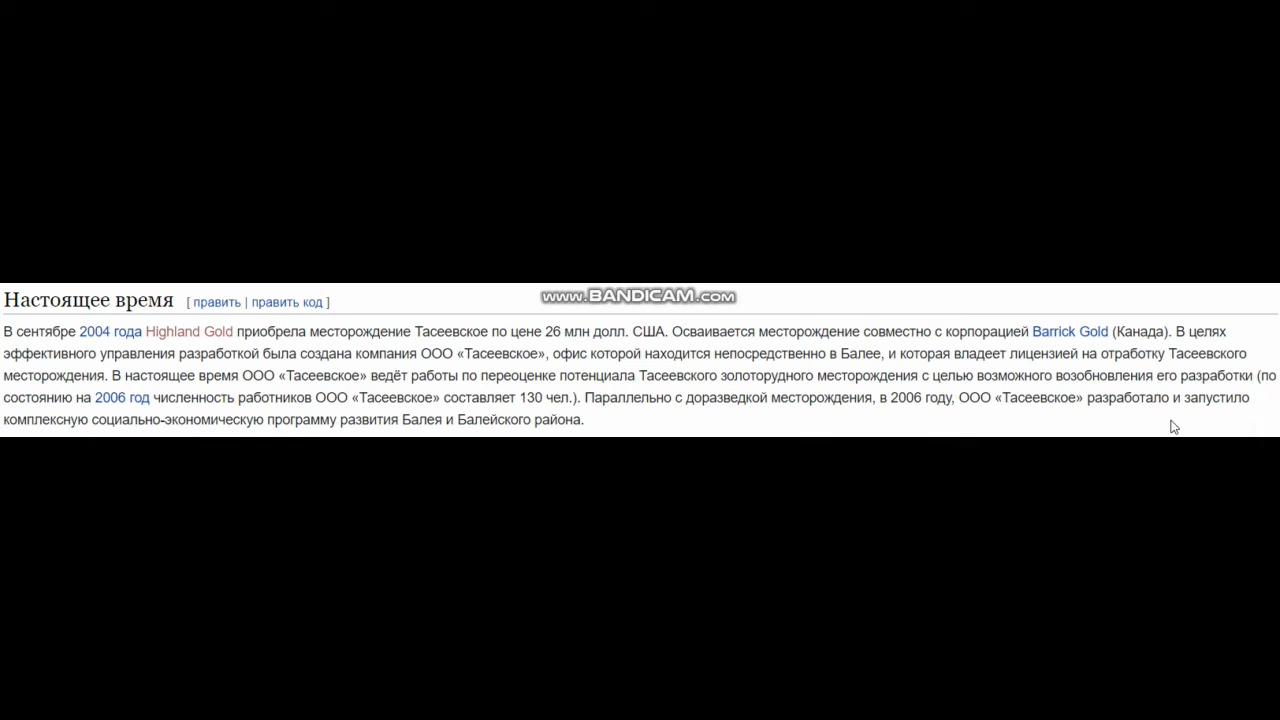 Настоящее время [ править | править код ]
www.BANDICAM.com
В сентябре 2004 года Highland Gold приобрела месторождение Тасеевское по цене 26 млн долл. США. Осваивается месторождение совместно с корпорацией Barrick Gold (Канада). В целях
эффективного управления разработкой была создана компания ООО «Тасеевское», офис которой находится непосредственно в Балее, и которая владеет лицензией на отработку Тасеевского
месторождения. В настоящее время ООО «Тасеевское» ведёт работы по переоценке потенциала Тасеевского золоторудного месторождения с целью возможного возобновления его разработки (по
состоянию на 2006 год численность работников ООО «Тасеевское» составляет 130 чел.). Параллельно с доразведкой месторождения, в 2006 году, ООО «Тасеевское» разработало и запустило
комплексную социально-экономическую программу развития Балея и Балейского района.